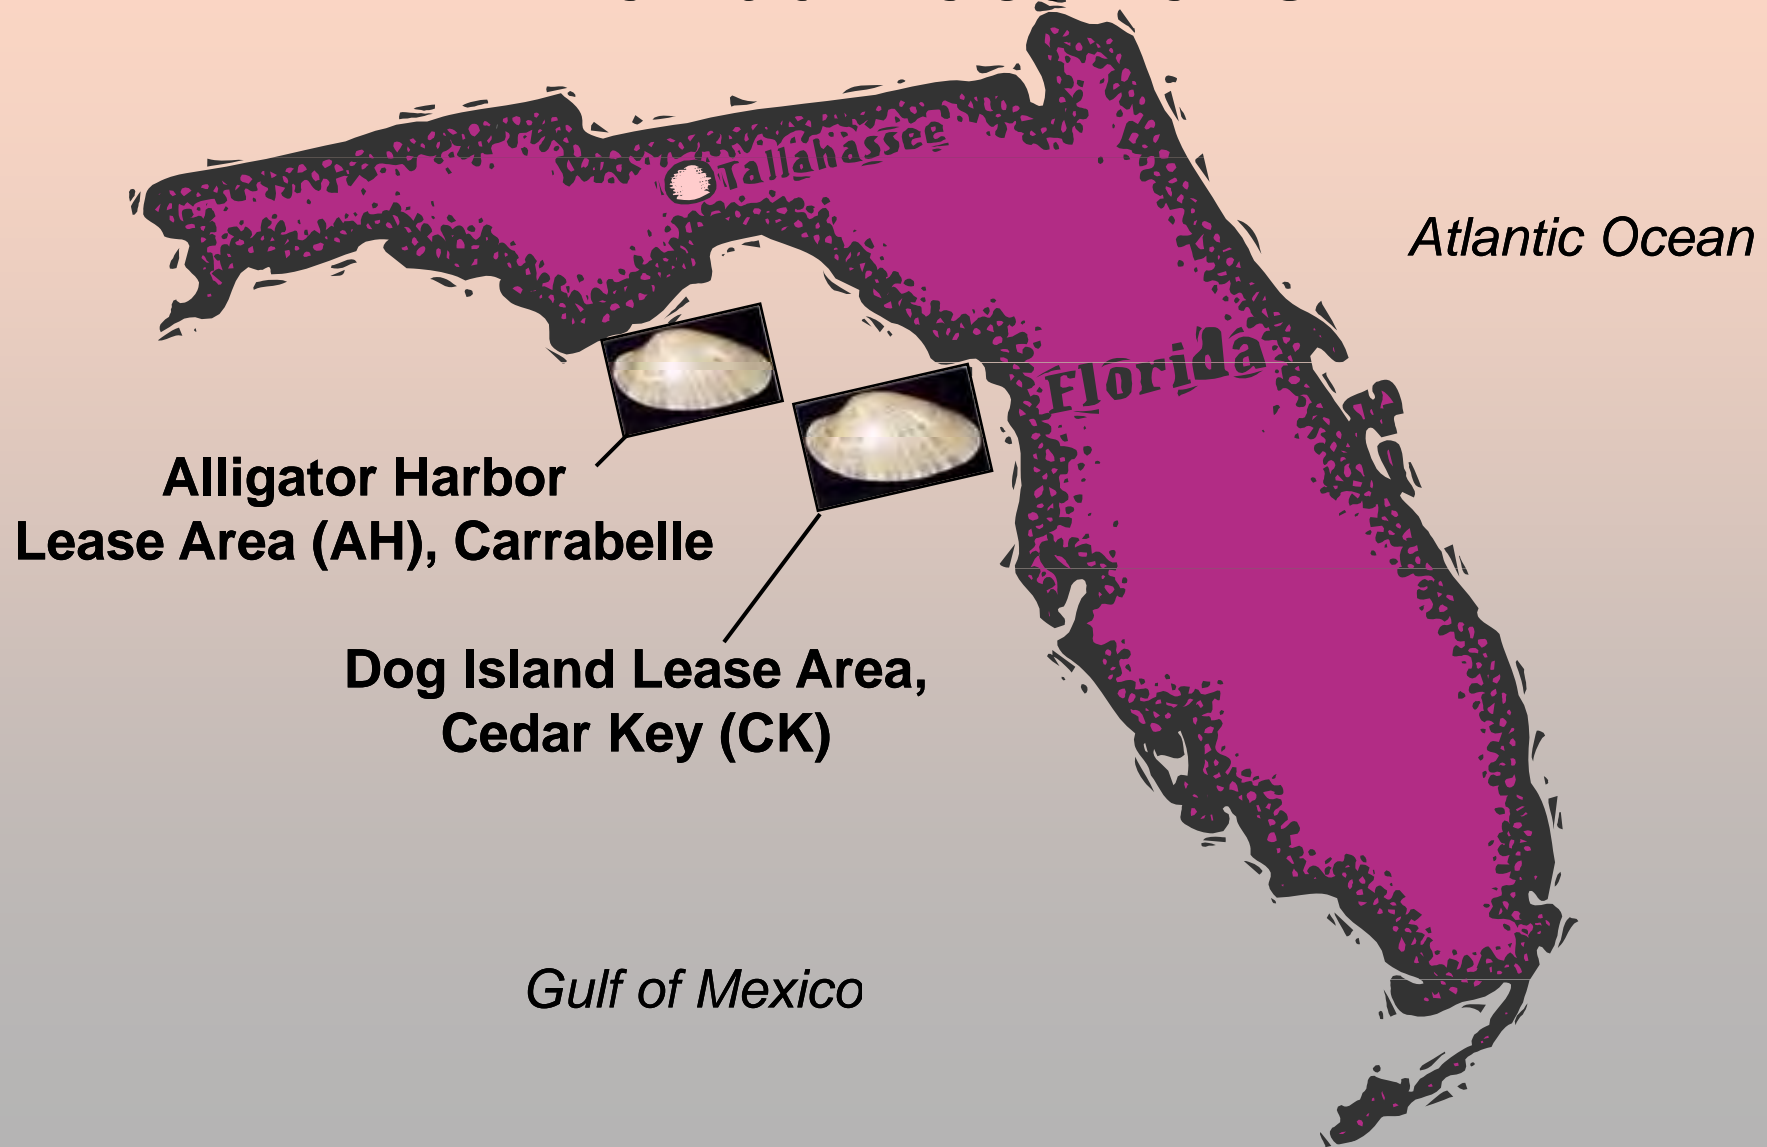 Tallahassee
Atlantic Ocean
Florida
Alligator Harbor
Lease Area (AH), Carrabelle
Dog Island Lease Area,
Cedar Key (CK)
Gulf of Mexico